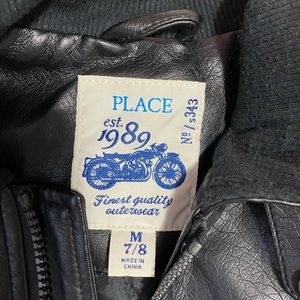 PLACE
est.
1989
Nº/s343
Finest quality
outerwear
M
7/8
MADE IN
CHINA